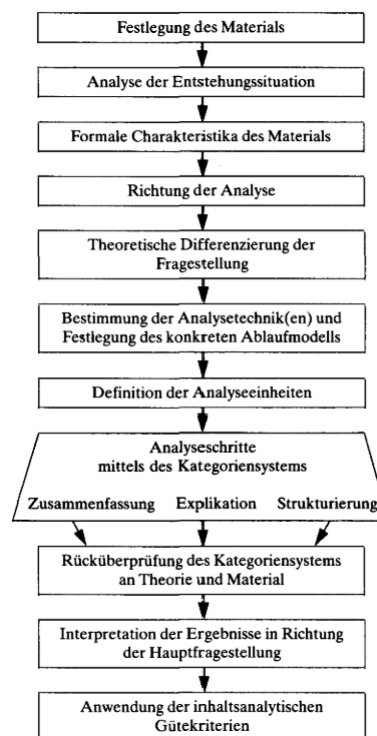 Festlegung des Materials
Analyse der Entstehungssituation
Formale Charakteristika des Materials
Richtung der Analyse
Theoretische Differenzierung der
Fragestellung
Bestimmung der Analysetechnik(en) und
Festlegung des konkreten Ablaufmodells
Definition der Analyseeinheiten
Analyseschritte
mittels des Kategoriensystems
Zusammenfassung Explikation Strukturierung
Rücküberprüfung des Kategoriensystems
an Theorie und Material
Interpretation der Ergebnisse in Richtung
der Hauptfragestellung
Anwendung der inhaltsanalytischen
Gütekriterien